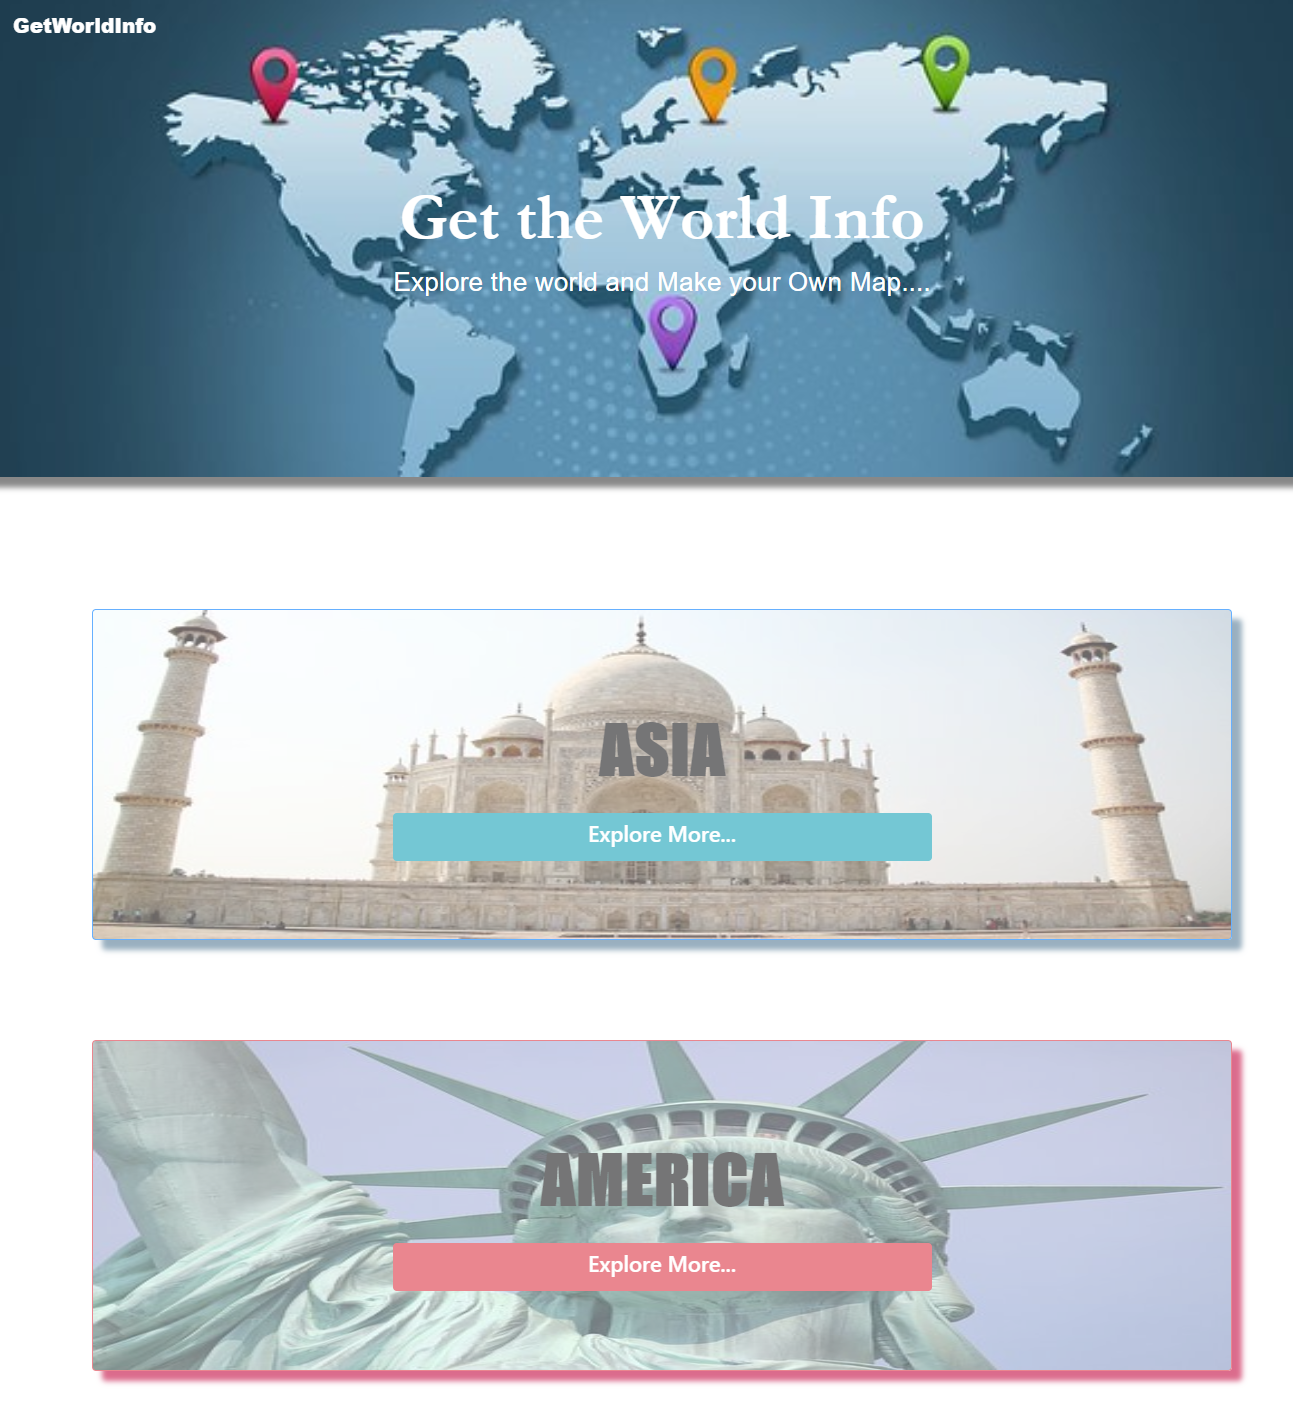 GetWorldInfo
Get the World Info
Explore the world and Make your Own Map....
ASIA
Explore More...
AMERICA
Explore More...